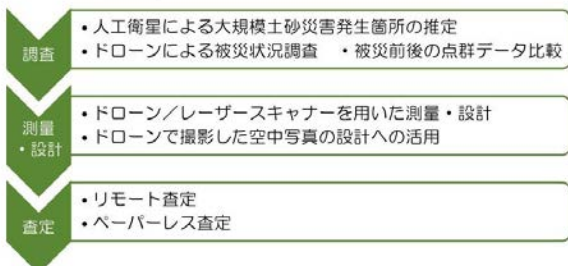 調査
・人工衛星による大規模土砂災害発生箇所の推定
・ドローンによる被災状況調査　・被災前後の点群データ比較
測量
・設計
・ドローン／レーザースキャナーを用いた測量・設計
・ドローンで撮影した空中写真の設計への活用
査定
・リモート査定
・ペーパーレス査定